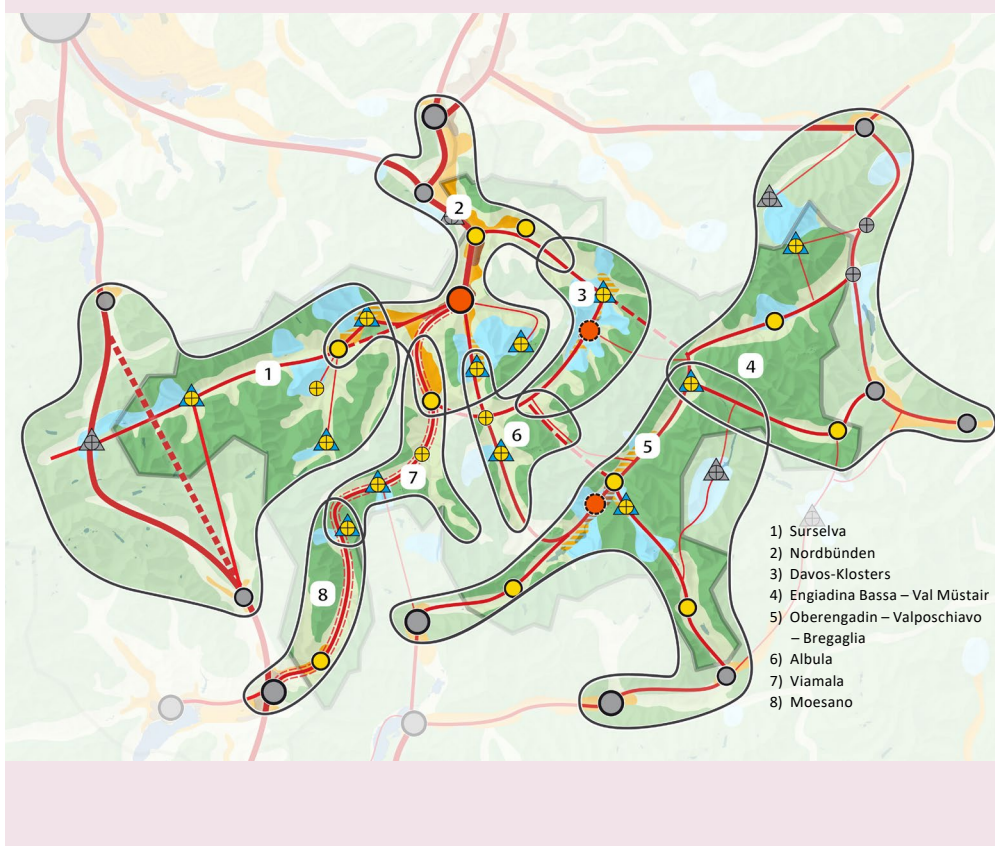 2
3
1
4
5
6
7
8
1) Surselva
2) Nordbünden
3) Davos-Klosters
4) Engiadina Bassa – Val Müstair
5) Oberengadin – Valposchiavo
– Bregaglia
6) Albula
7) Viamala
8) Moesano